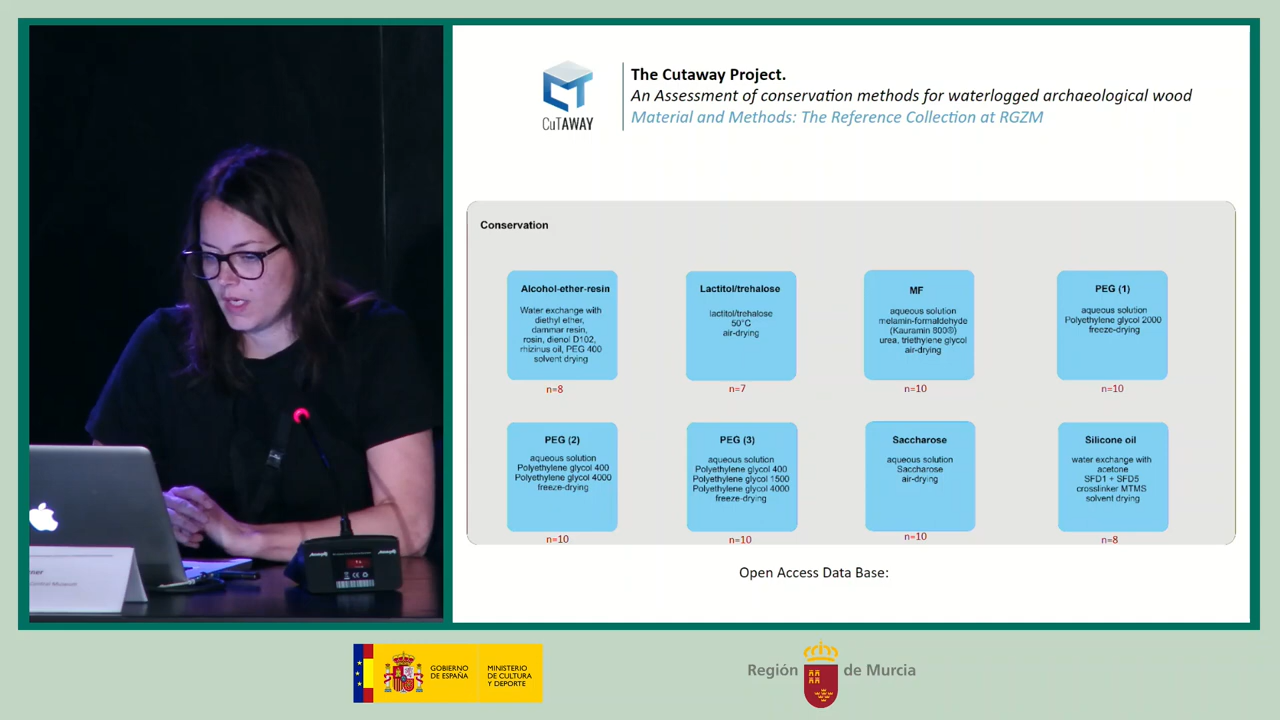 The Cutaway Project.
An Assessment of conservation methods for waterlogged archaeological wood
Material and Methods: The Reference Collection at RGZM
CUTAWAY
Conservation
Alcohol-ether-resin
Water exchange with
diethyl ether,
dammar resin,
rosin, dienol D102,
rhizinus oil, PEG 400
solvent drying
n=8
Lactitol/trehalose
lactitol/trehalose
50°C
air-drying
n=7
MF
aqueous solution
melamin-formaldehyde
(Kauramin 800®)
urea, triethylene glycol
air-drying
n=10
PEG (1)
aqueous solution
Polyethylene glycol 2000
freeze-drying
n=10
PEG (2)
aqueous solution
Polyethylene glycol 400
Polyethylene glycol 4000
freeze-drying
n=10
PEG (3)
aqueous solution
Polyethylene glycol 400
Polyethylene glycol 1500
Polyethylene glycol 4000
freeze-drying
n=10
Saccharose
aqueous solution
Saccharose
air-drying
n=10
Silicone oil
water exchange with
acetone
SFD1 + SFD5
crosslinker MTMS
solvent drying
n=8
Open Access Data Base:
GOBIERNO
DE ESPAÑA
MINISTERIO
DE CULTURA
Y DEPORTE
Región de Murcia